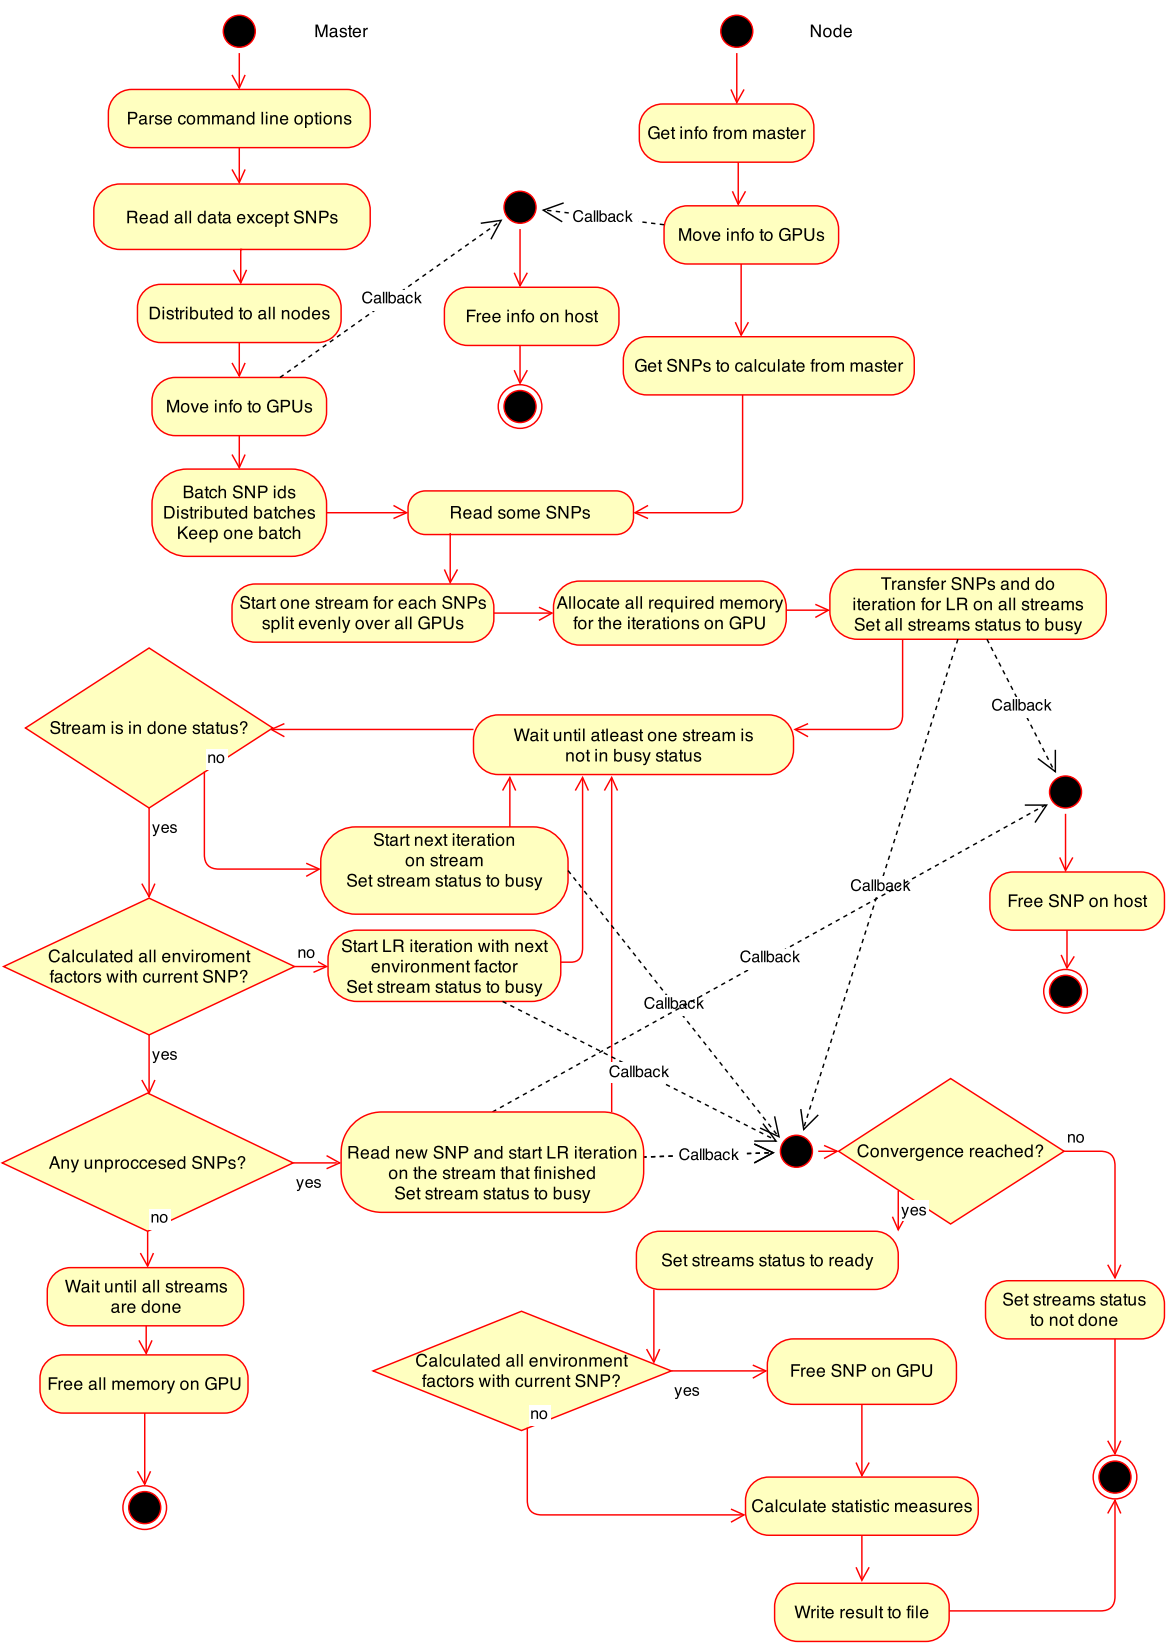 Master
Node
Parse command line options
Get info from master
Read all data except SNPs
Callback
Move info to GPUs
Callback
Distributed to all nodes
Free info on host
Get SNPs to calculate from master
Move info to GPUs
Batch SNP ids
Distributed batches
Keep one batch
Read some SNPs
Start one stream for each SNPs
split evenly over all GPUs
Allocate all required memory
for the iterations on GPU
Transfer SNPs and do
iteration for LR on all streams
Set all streams status to busy
Callback
Stream is in done status?
no
yes
Wait until atleast one stream is
not in busy status
Start next iteration
on stream
Set stream status to busy
Callback
Free SNP on host
Calculated all enviroment
factors with current SNP?
no
yes
Start LR iteration with next
environment factor
Set stream status to busy
Callback
Callback
Callback
Any unproccesed SNPs?
yes
no
Read new SNP and start LR iteration
on the stream that finished
Set stream status to busy
Callback
Convergence reached?
no
yes
Set streams status to ready
Wait until all streams
are done
Set streams status
to not done
Calculated all environment
factors with current SNP?
yes
no
Free SNP on GPU
Free all memory on GPU
Calculate statistic measures
Write result to file